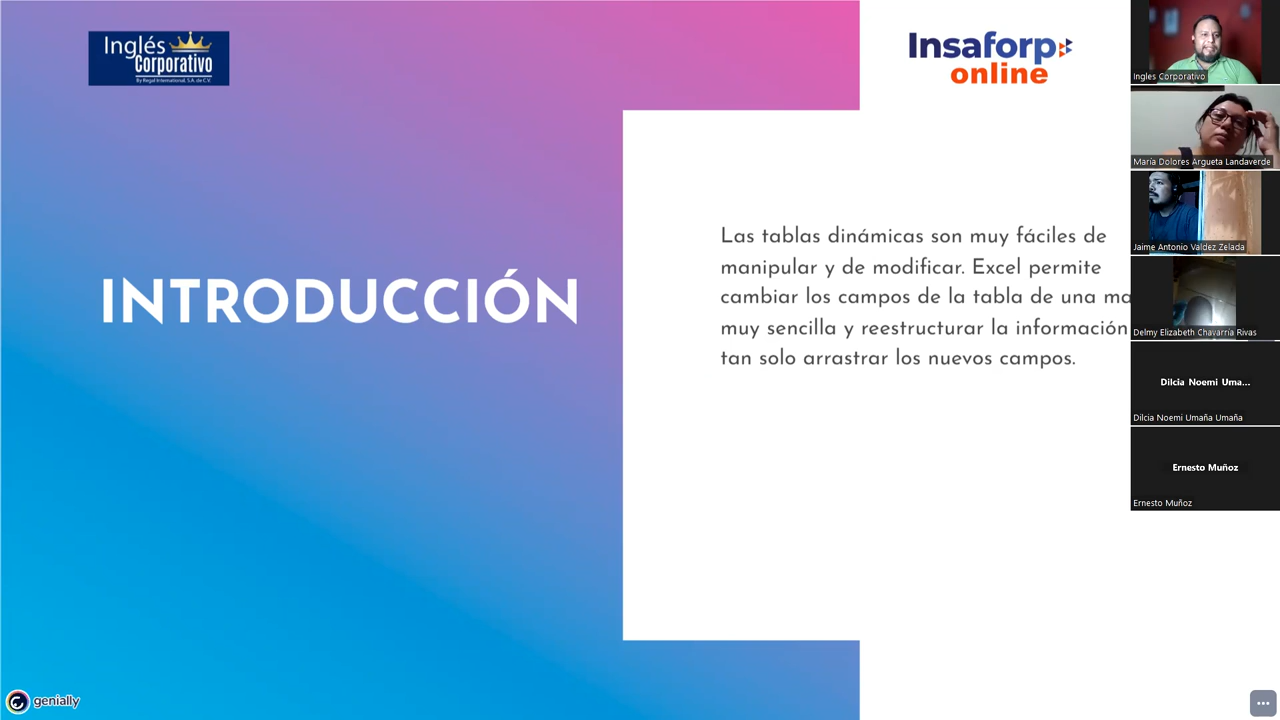 Inglés
Corporativo
By Regal International, S.A. de C.V.
Insaforp
online
INTRODUCCIÓN
Las tablas dinámicas son muy fáciles de
manipular y de modificar. Excel permite
cambiar los campos de la tabla de una ma
muy sencilla y reestructurar la información
tan solo arrastrar los nuevos campos.
genially
Ingles Corporativo
María Dolores Argueta Landaverde
Jaime Antonio Valdez Zelada
Delmy Elizabeth Chavarría Rivas
Dilcia Noemi Uma...
Dilcia Noemi Umaña Umaña
Ernesto Muñoz
Ernesto Muñoz